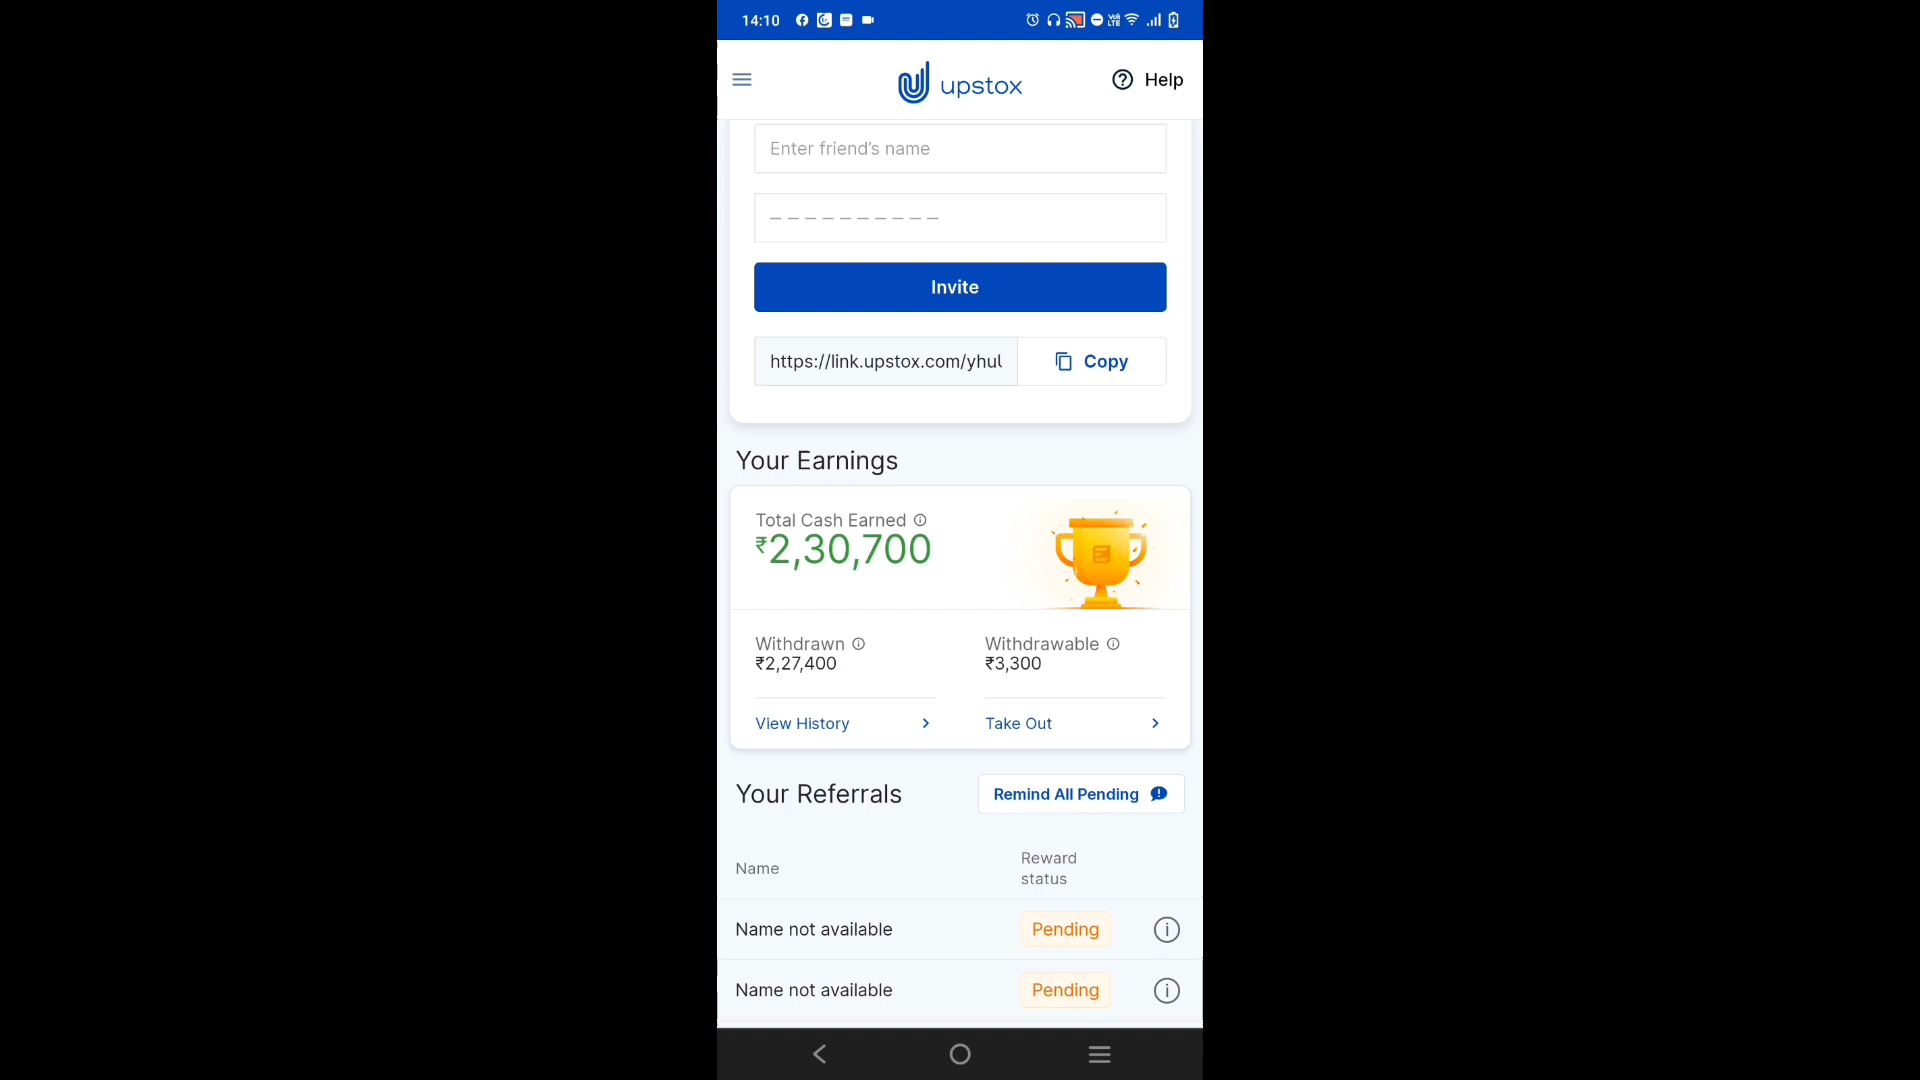 14:10
upstox
Help
Enter friend's name
_ _ _ _ _ _ _ _ _ _
Invite
https://link.upstox.com/yhul
Copy
Your Earnings
Total Cash Earned
₹2,30,700
Withdrawn
₹2,27,400
Withdrawable
₹3,300
View History
Take Out
Your Referrals
Remind All Pending
Name
Reward
status
Name not available
Pending
Name not available
Pending